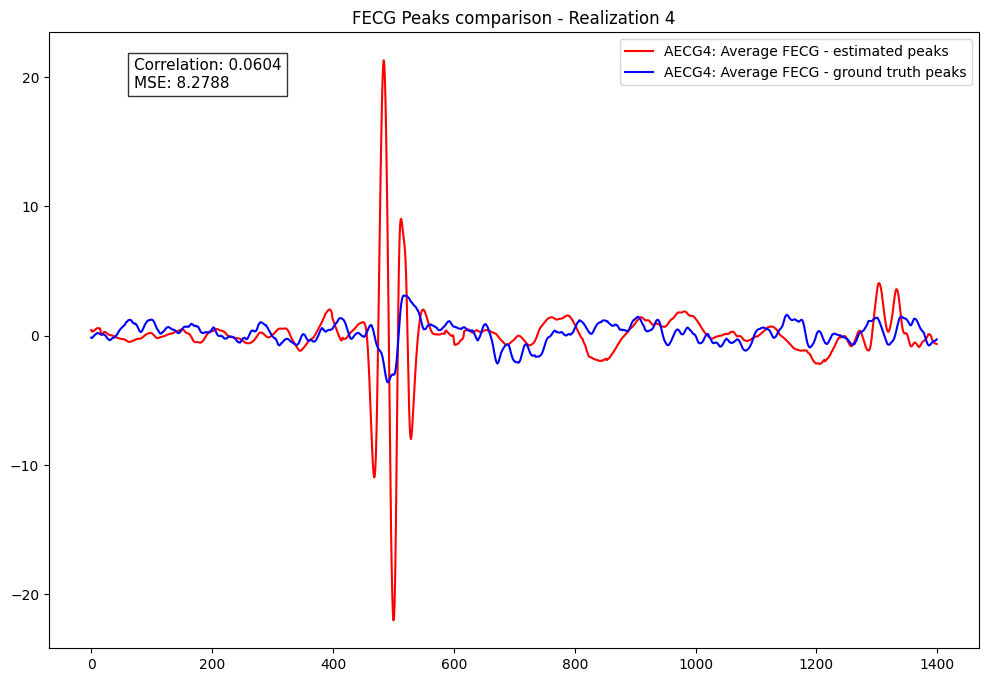 FECG Peaks comparison - Realization 4
Correlation: 0.0604
MSE: 8.2788
AECG4: Average FECG - estimated peaks
AECG4: Average FECG - ground truth peaks
20
10
0
−10
−20
0 200 400 600 800 1000 1200 1400